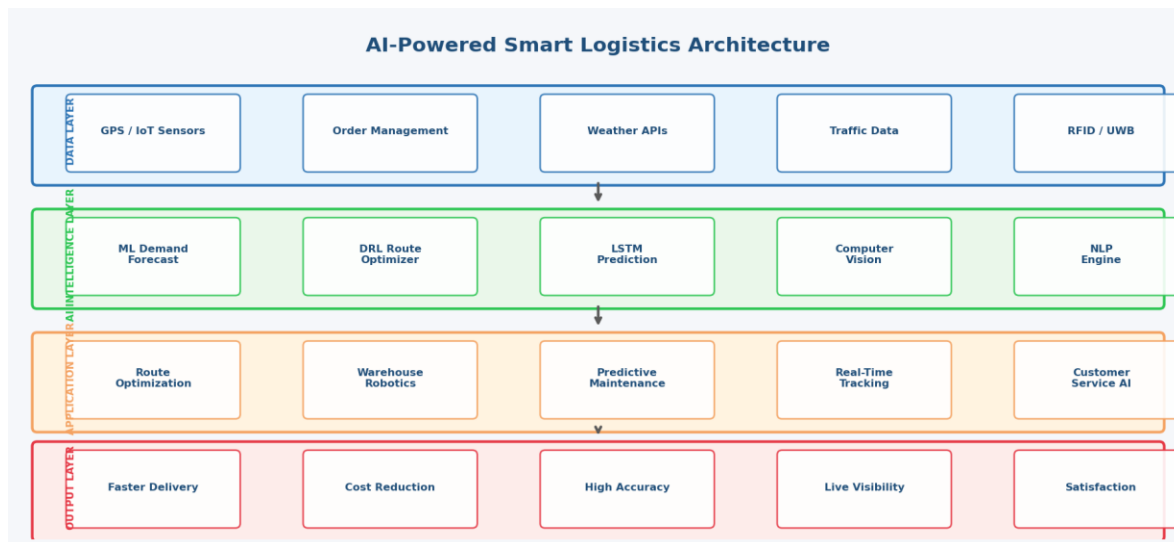 AI-Powered Smart Logistics Architecture
DATA LAYER
GPS / IoT Sensors
Order Management
Weather APIs
Traffic Data
RFID / UWB
AI INTELLIGENCE LAYER
ML Demand
Forecast
DRL Route
Optimizer
LSTM
Prediction
Computer
Vision
NLP
Engine
APPLICATION LAYER
Route
Optimization
Warehouse
Robotics
Predictive
Maintenance
Real-Time
Tracking
Customer
Service AI
OUTPUT LAYER
Faster Delivery
Cost Reduction
High Accuracy
Live Visibility
Satisfaction